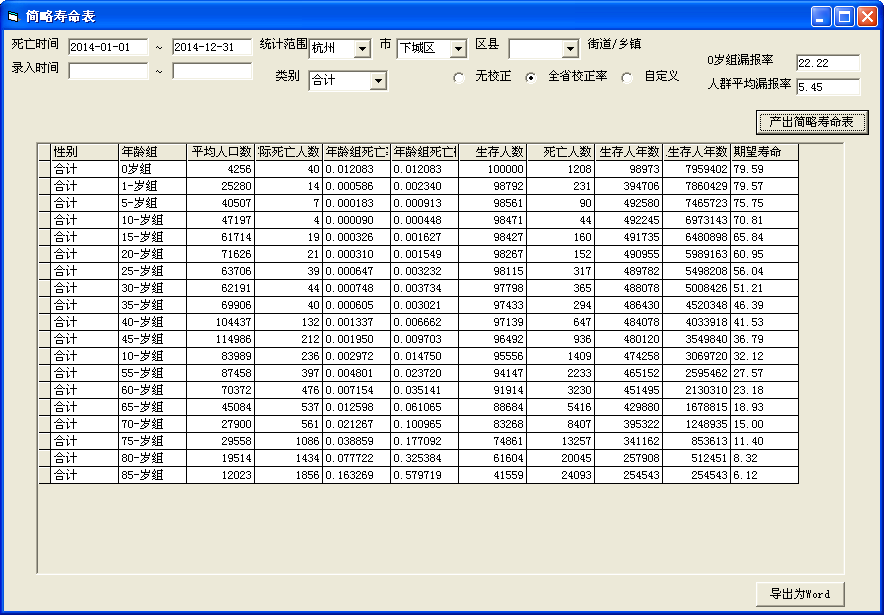 简略寿命表
死亡时间 2014-01-01 ~ 2014-12-31 统计范围 杭州 市 下城区 区县 街道/乡镇
录入时间 ~ 类别 合计 无校正 全省校正率 自定义
0岁组漏报率 22.22
人群平均漏报率 5.45
产出简略寿命表
性别 年龄组 平均人口数 际死亡人数 年龄组死亡 年龄组死亡 生存人数 死亡人数 生存人年数 生存人年数 期望寿命
合计 0岁组 4256 40 0.012083 0.012083 100000 1208 98973 7959402 79.59
合计 1-岁组 25280 14 0.000586 0.002340 98792 231 394706 7860429 79.57
合计 5-岁组 40507 7 0.000183 0.000913 98561 90 492580 7465723 75.75
合计 10-岁组 47197 4 0.000090 0.000448 98471 44 492245 6973143 70.81
合计 15-岁组 61714 19 0.000326 0.001627 98427 160 491735 6480898 65.84
合计 20-岁组 71626 21 0.000310 0.001549 98267 152 490955 5989163 60.95
合计 25-岁组 63706 39 0.000647 0.003232 98115 317 489782 5498208 56.04
合计 30-岁组 62191 44 0.000748 0.003734 97798 365 488078 5008426 51.21
合计 35-岁组 69906 40 0.000605 0.003021 97433 294 486430 4520348 46.39
合计 40-岁组 104437 132 0.001337 0.006662 97139 647 484078 4033918 41.53
合计 45-岁组 114986 212 0.001950 0.009703 96492 936 480120 3549840 36.79
合计 10-岁组 83989 236 0.002972 0.014750 95556 1409 474258 3069720 32.12
合计 55-岁组 87458 397 0.004801 0.023720 94147 2233 465152 2595462 27.57
合计 60-岁组 70372 476 0.007154 0.035141 91914 3230 451495 2130310 23.18
合计 65-岁组 45084 537 0.012598 0.061065 88684 5416 429880 1678815 18.93
合计 70-岁组 27900 561 0.021267 0.100965 83268 8407 395322 1248935 15.00
合计 75-岁组 29558 1086 0.038859 0.177092 74861 13257 341162 853613 11.40
合计 80-岁组 19514 1434 0.077722 0.325384 61604 20045 257908 512451 8.32
合计 85-岁组 12023 1856 0.163269 0.579719 41559 24093 254543 254543 6.12
导出为Word